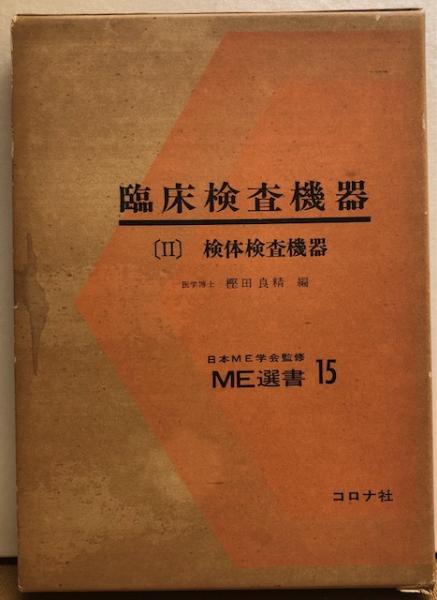 臨床検査機器
〔II〕 検体検査機器
医学博士 樫田良精 編
日本ME学会監修
ME選書 15
コロナ社